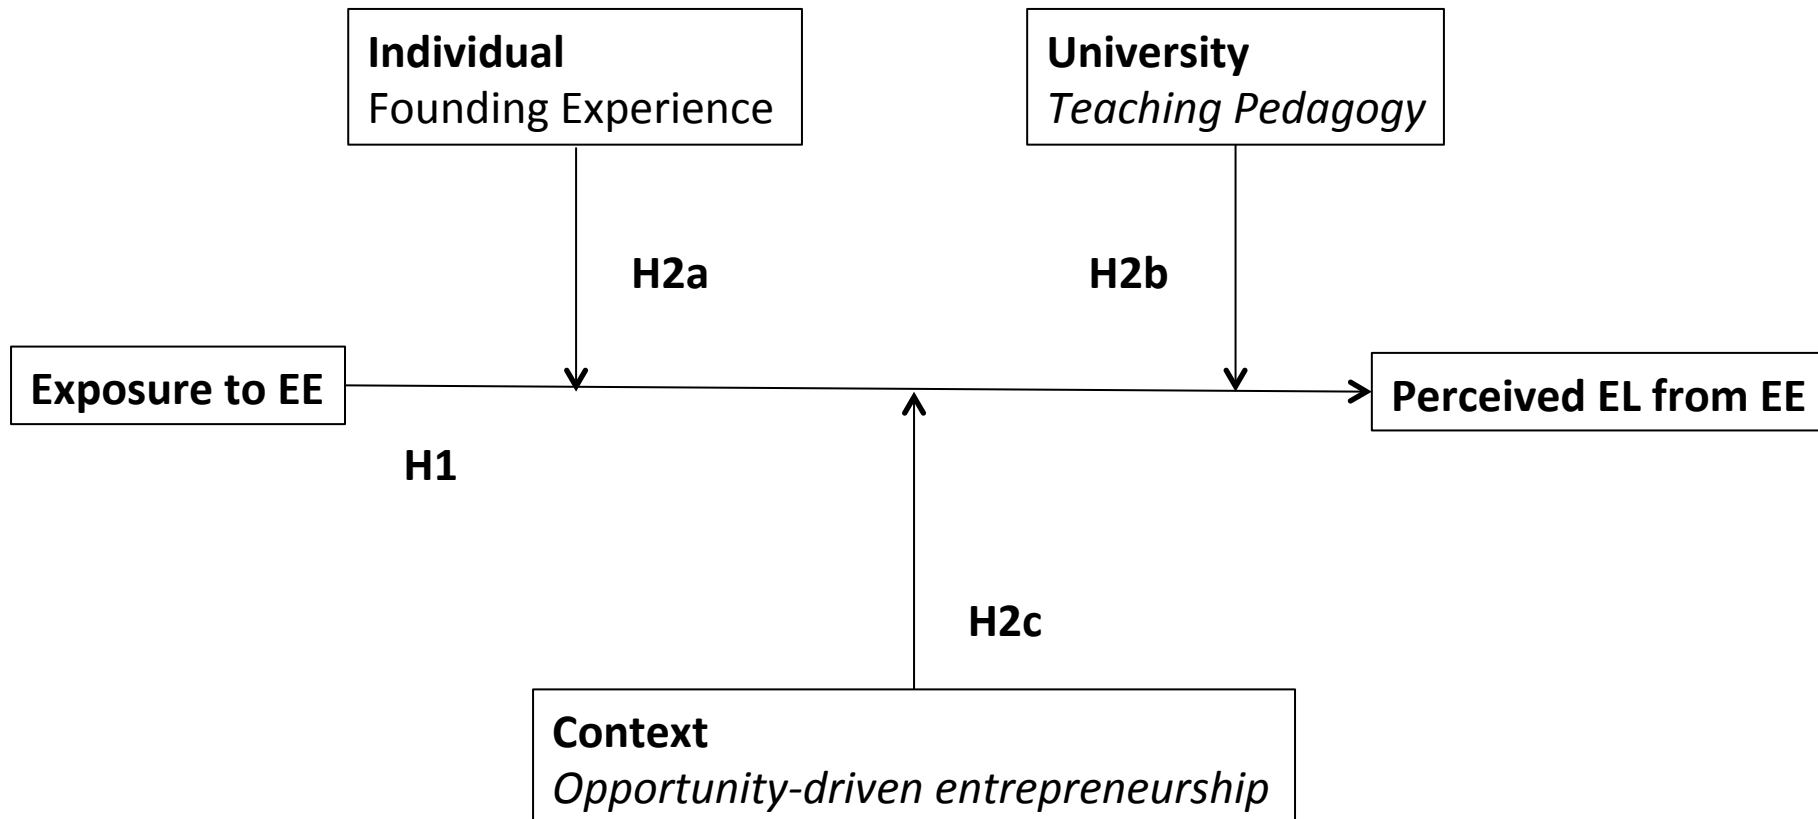 Individual
Founding Experience
University
Teaching Pedagogy
H2a
H2b
Exposure to EE
Perceived EL from EE
H1
H2c
Context
Opportunity-driven entrepreneurship